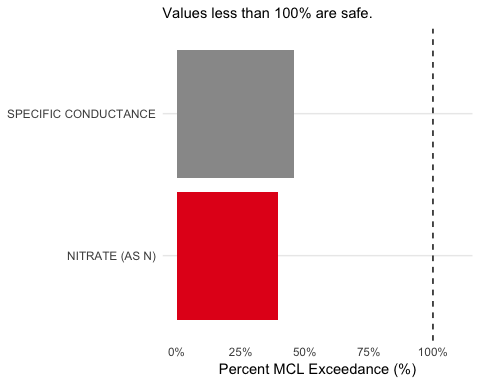 Values less than 100% are safe.
SPECIFIC CONDUCTANCE
NITRATE (AS N)
0% 25% 50% 75% 100%
Percent MCL Exceedance (%)